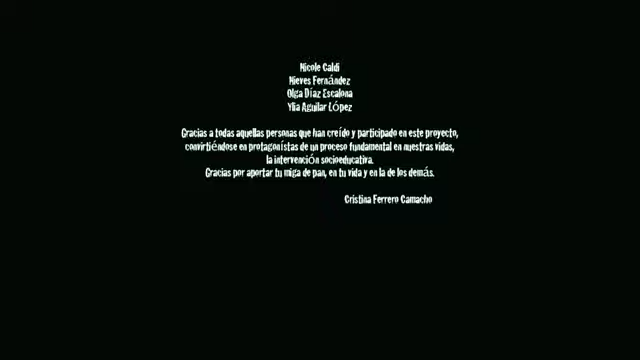 Nicole Caldi
Nieves Fernández
Olga Díaz Escalona
Ylia Aguilar López
Gracias a todas aquellas personas que han creído y participado en este proyecto,
convirtiéndose en protagonístas de un proceso fundamental en nuestras vidas,
la intervención socioeducativa.
Gracias por aportar tu miga de pan, en tu vida y en la de los demás.
Cristina Ferrero Camacho